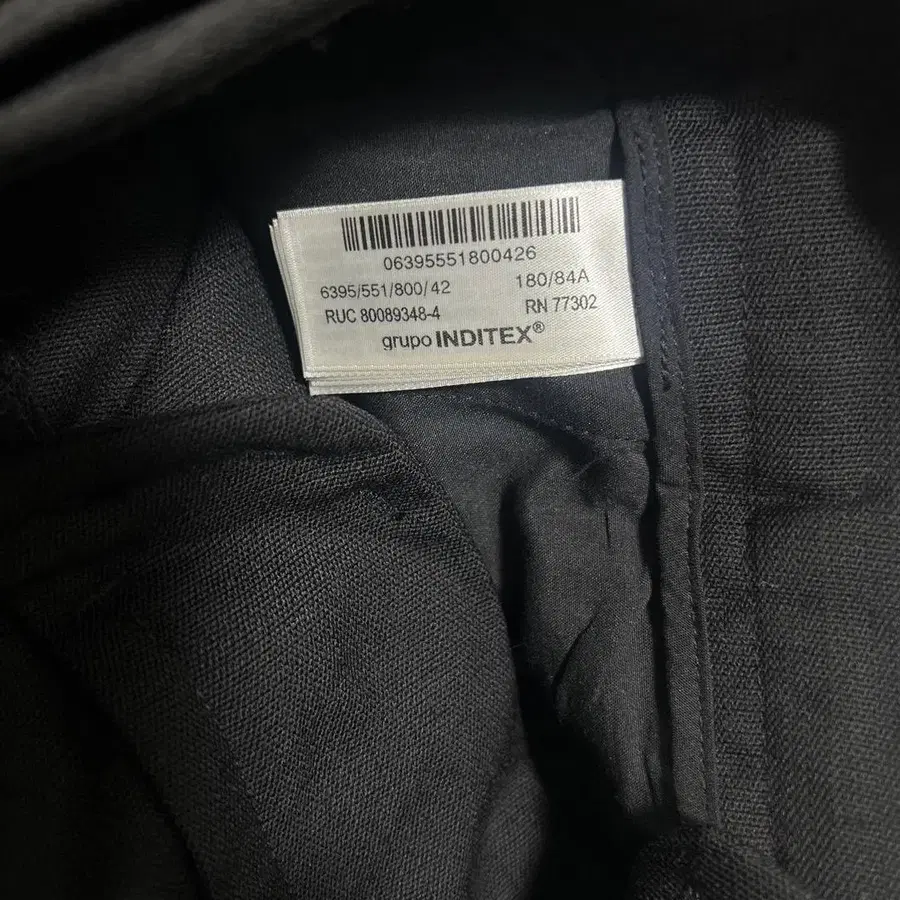 06395551800426
6395/551/800/42 180/84A
RUC 80089348-4 RN 77302
grupo INDITEX®